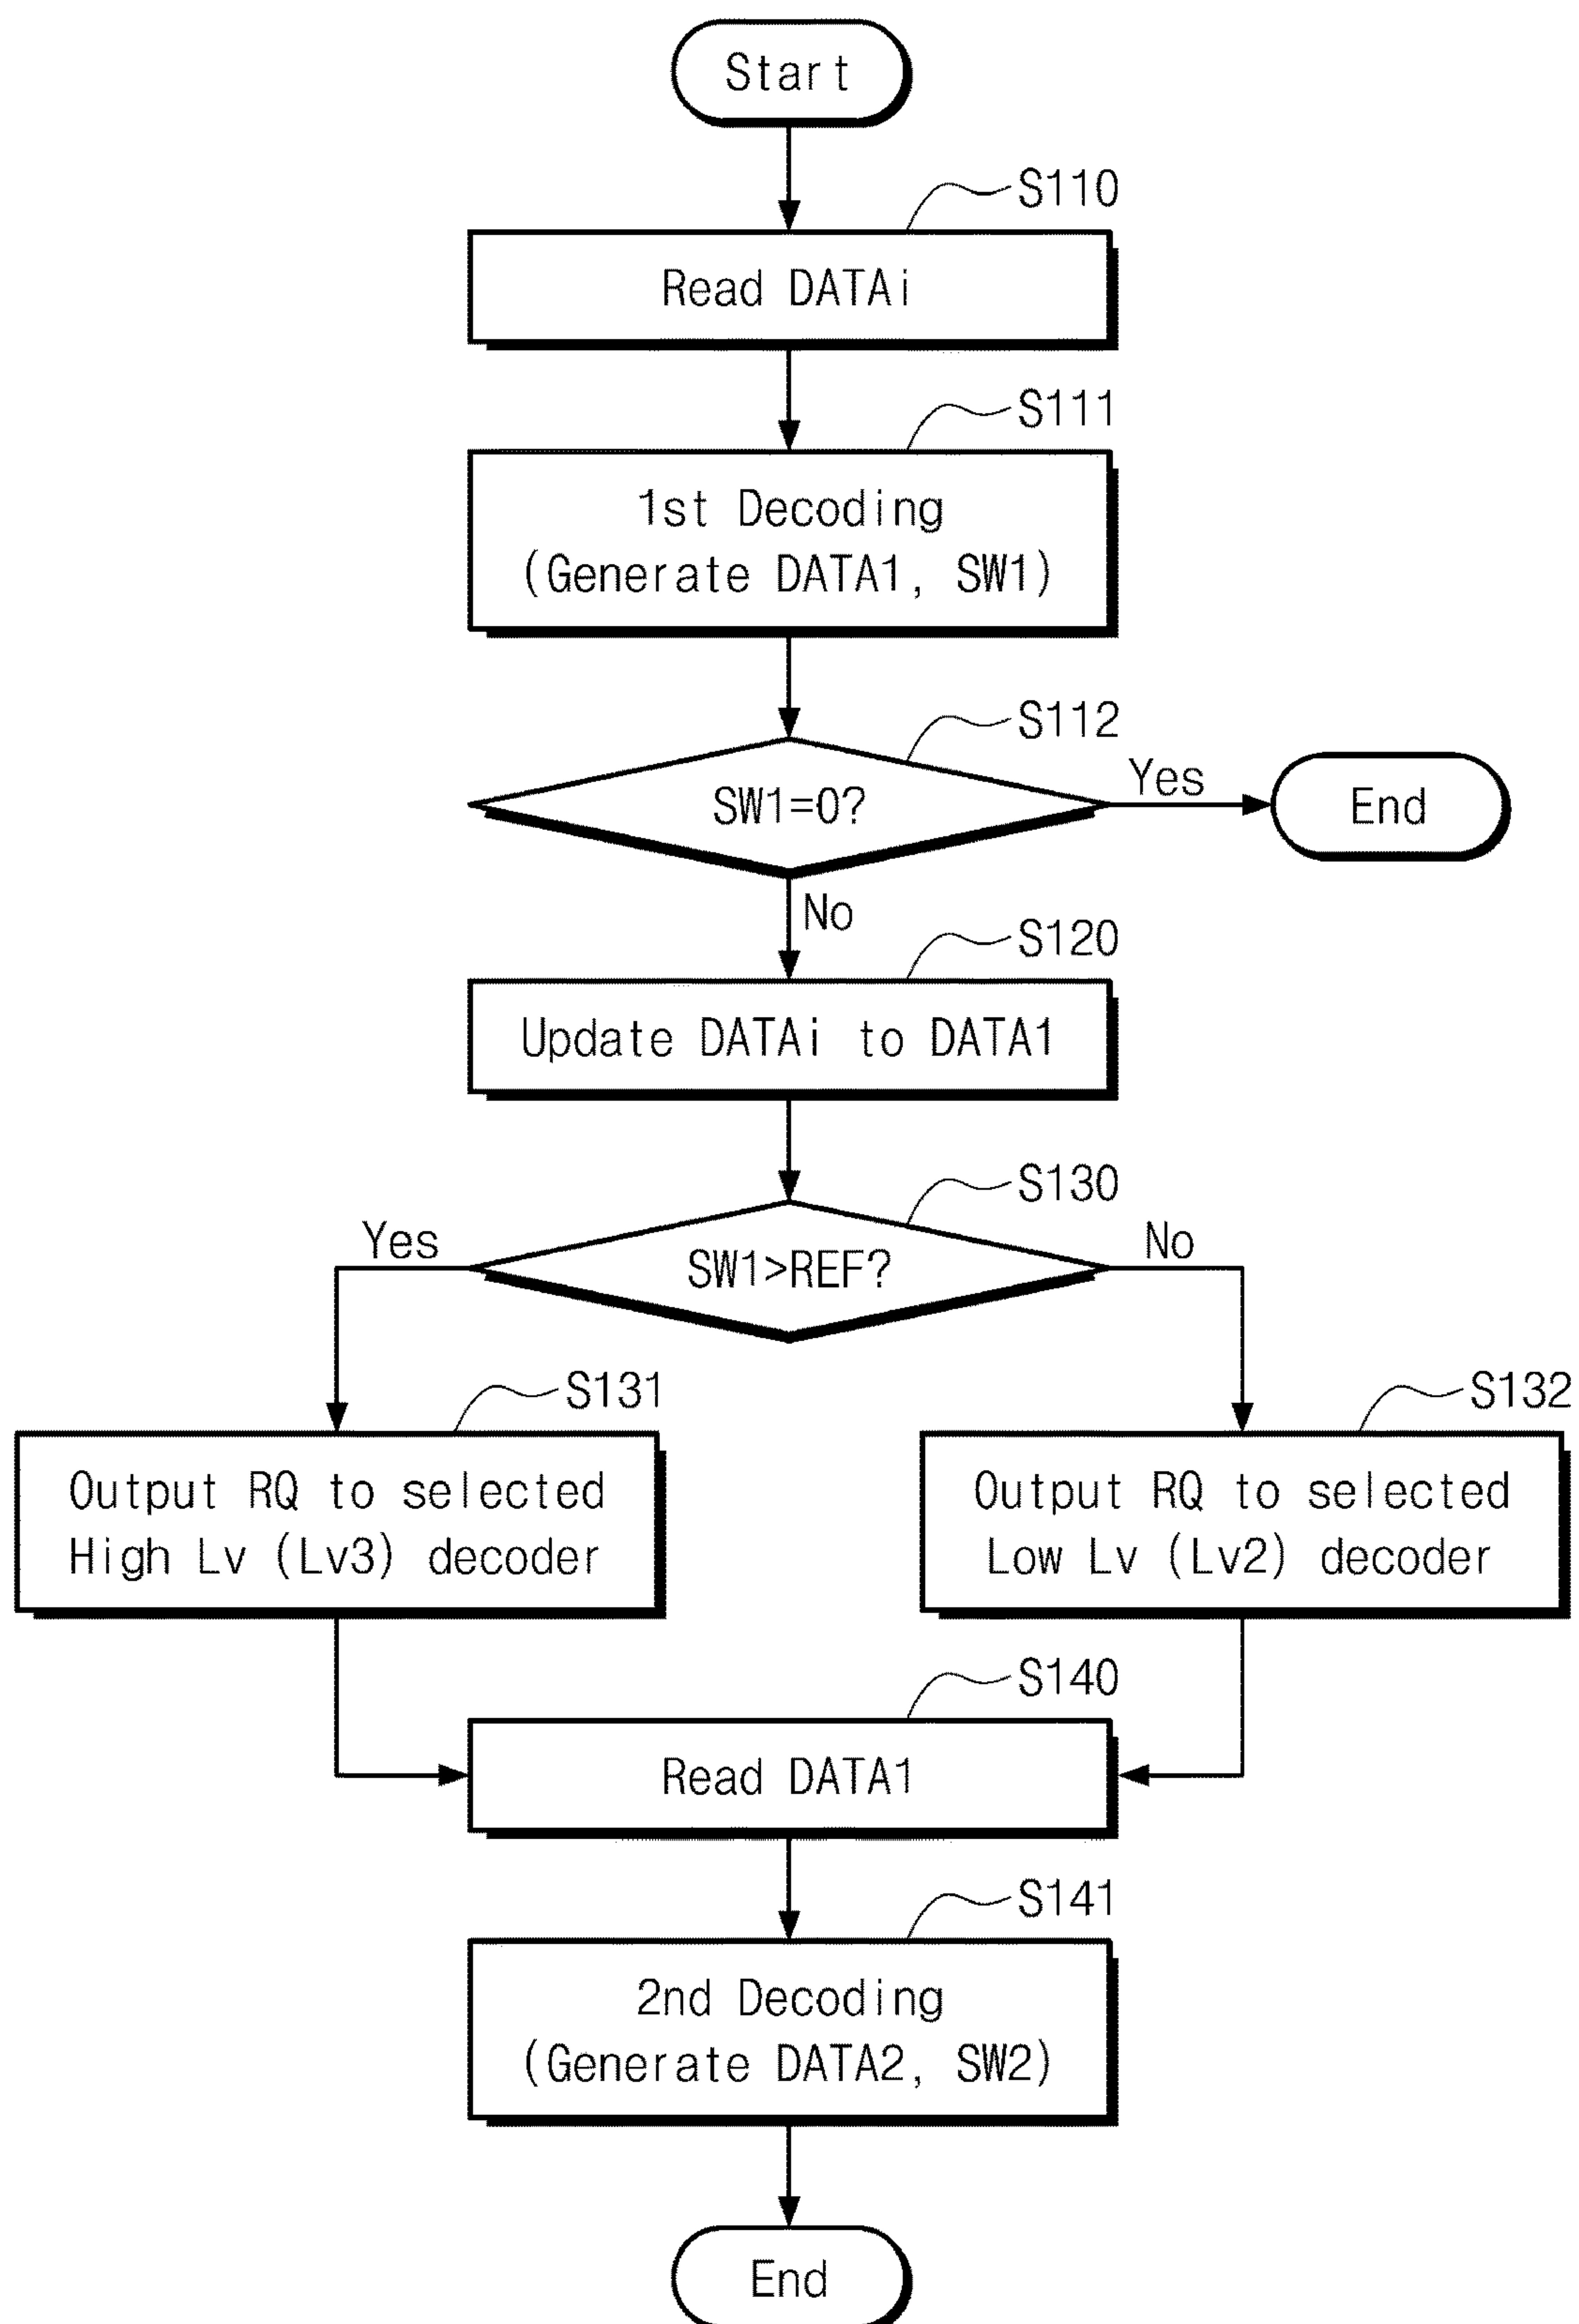 Start
S110
Read DATAi
S111
1st Decoding
(Generate DATA1, SW1)
S112
SW1=0?
Yes
End
No
S120
Update DATAi to DATA1
S130
Yes
SW1>REF?
No
S131
S132
Output RQ to selected
High Lv (Lv3) decoder
Output RQ to selected
Low Lv (Lv2) decoder
S140
Read DATA1
S141
2nd Decoding
(Generate DATA2, SW2)
End